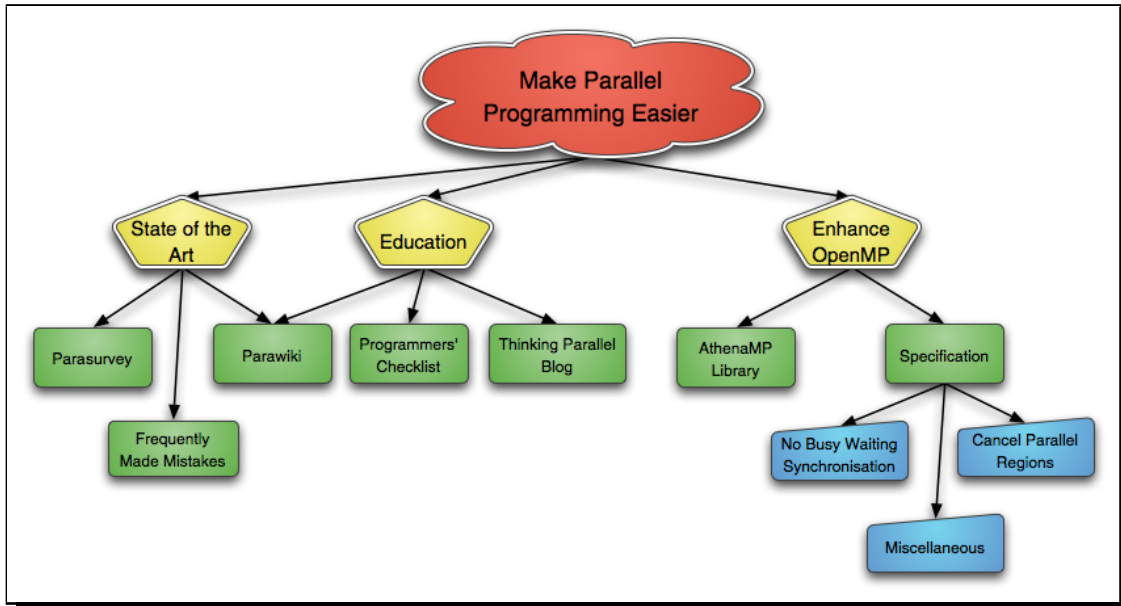 Make Parallel
Programming Easier
State of the
Art
Education
Enhance
OpenMP
Parasurvey
Parawiki
Programmers'
Checklist
Thinking Parallel
Blog
AthenaMP
Library
Specification
Frequently
Made Mistakes
No Busy Waiting
Synchronisation
Cancel Parallel
Regions
Miscellaneous